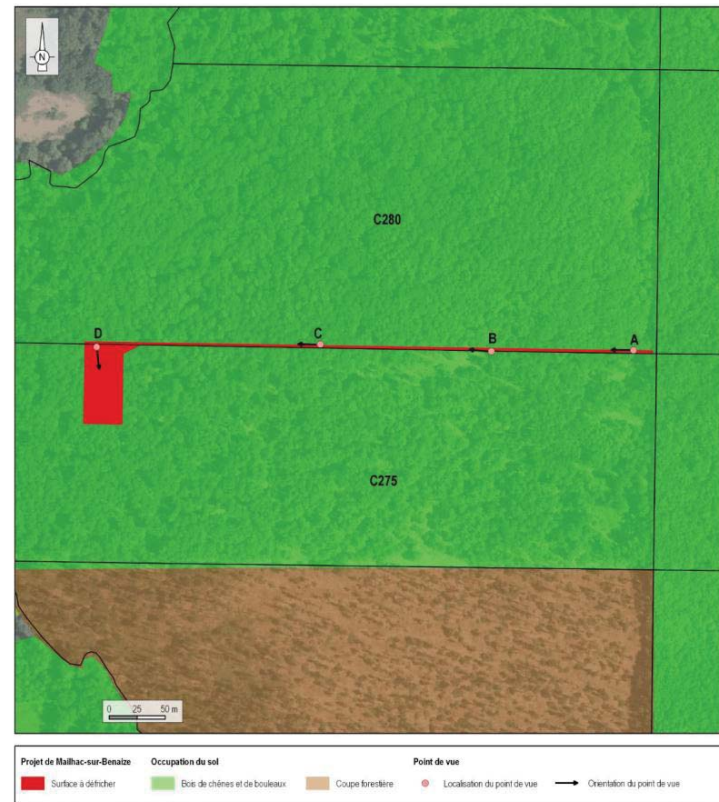 N
C280
D
C
B
A
C275
0 25 50 m
Projet de Mailhac-sur-Benaize Occupation du sol Point de vue
Surface à défricher Bois de chênes et de bouleaux Coupe forestière Localisation du point de vue Orientation du point de vue